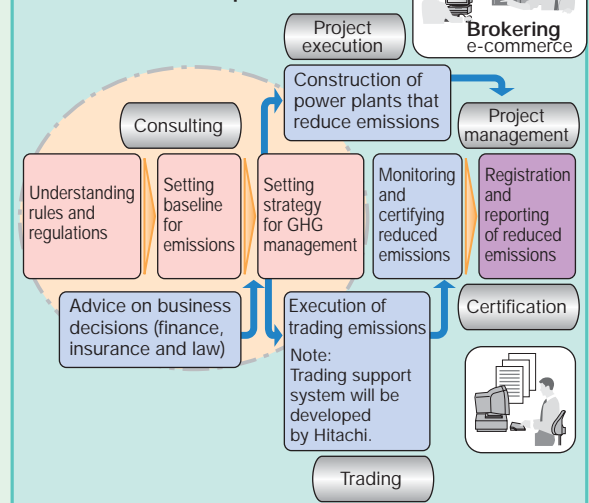 Brokering
e-commerce
Project
execution
Construction of
power plants that
reduce emissions
Consulting
Project
management
Understanding
rules and
regulations
Setting
baseline
for
emissions
Setting
strategy
for GHG
management
Monitoring
and
certifying
reduced
emissions
Registration
and
reporting
of reduced
emissions
Advice on business
decisions (finance,
insurance and law)
Execution of
trading emissions
Note:
Trading support
system will be
developed
by Hitachi.
Certification
Trading